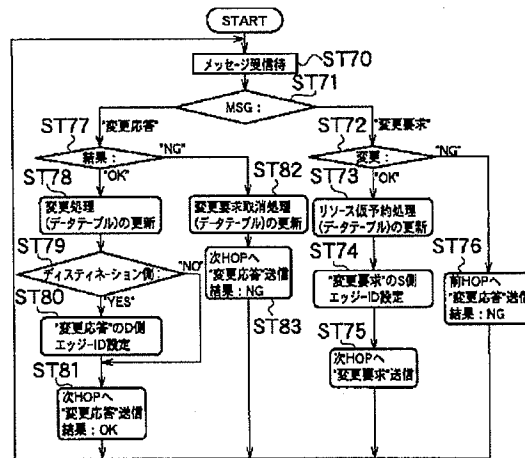 START
メッセージ受信待
ST70
ST71
MSG:
ST77
"変更応答"
ST72
"変更要求"
結果:
"NG"
変更:
"NG"
ST78
"OK"
ST82
ST73
"OK"
変更処理
(データテーブル)の更新
変更要求取消処理
(データテーブル)の更新
リソース仮予約処理
(データテーブル)の更新
ST79
ST74
ST76
ディスティネーション側:
"NO"
次HOPへ
"変更応答"送信
結果:NG
"変更要求"のS側
エッジ-ID設定
前HOPへ
"変更応答"送信
結果:NG
ST80
"YES"
ST83
"変更応答"のD側
エッジ-ID設定
ST75
次HOPへ
"変更要求"送信
ST81
次HOPへ
"変更応答"送信
結果:OK